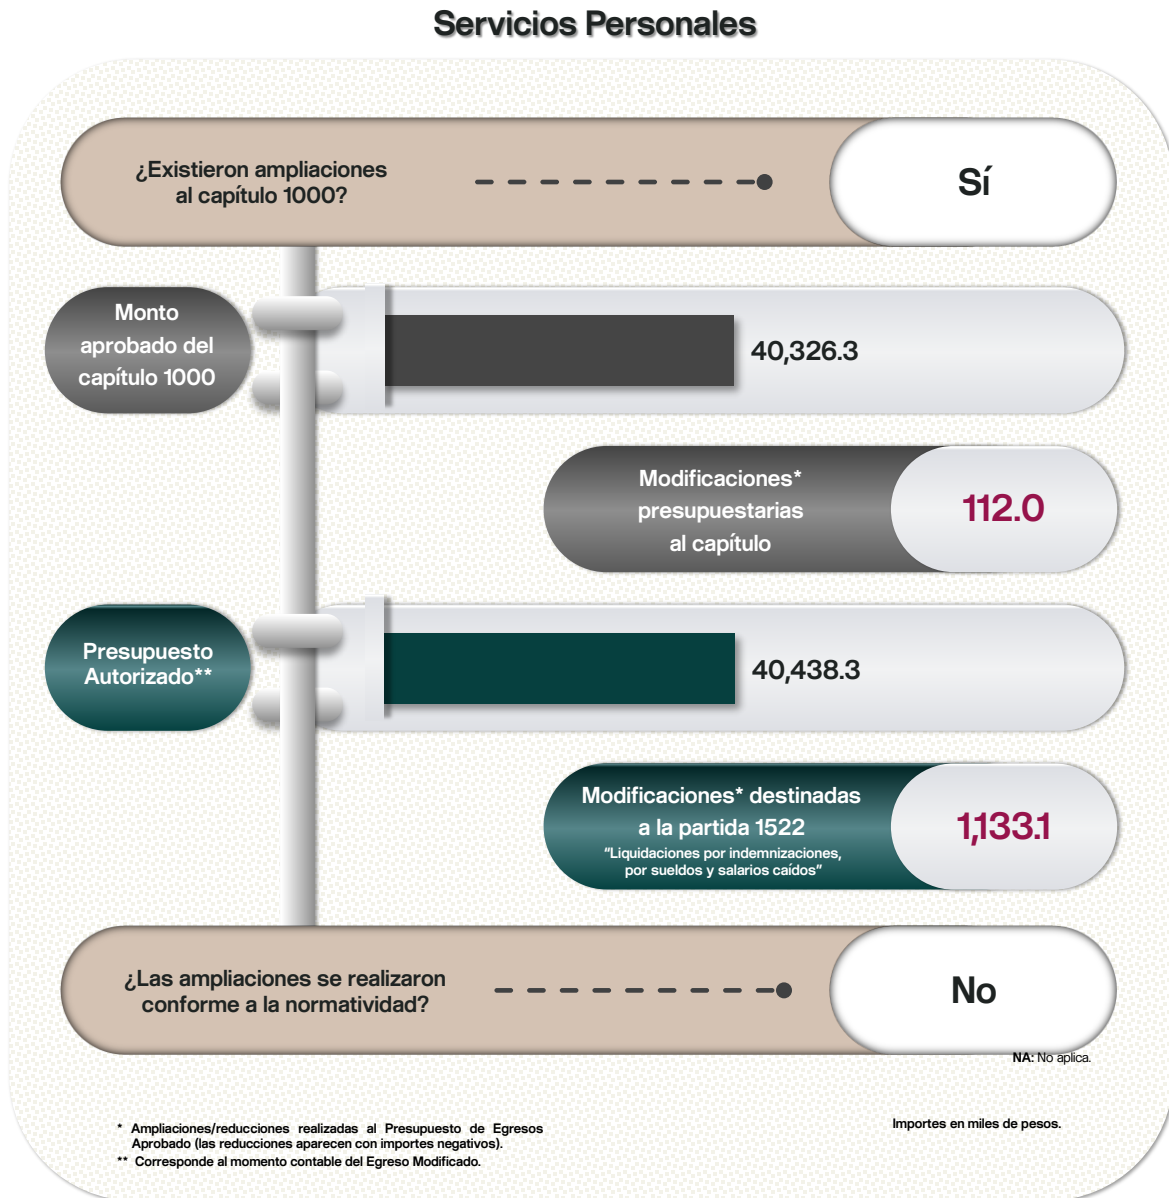 Servicios Personales
¿Existieron ampliaciones
al capítulo 1000?
Sí
Monto
aprobado del
capítulo 1000
40,326.3
Modificaciones*
presupuestarias
al capítulo
112.0
Presupuesto
Autorizado**
40,438.3
Modificaciones* destinadas
a la partida 1522
"Liquidaciones por indemnizaciones,
por sueldos y salarios caídos"
1,133.1
¿Las ampliaciones se realizaron
conforme a la normatividad?
No
NA: No aplica.
* Ampliaciones/reducciones realizadas al Presupuesto de Egresos
Aprobado (las reducciones aparecen con importes negativos).
** Corresponde al momento contable del Egreso Modificado.
Importes en miles de pesos.